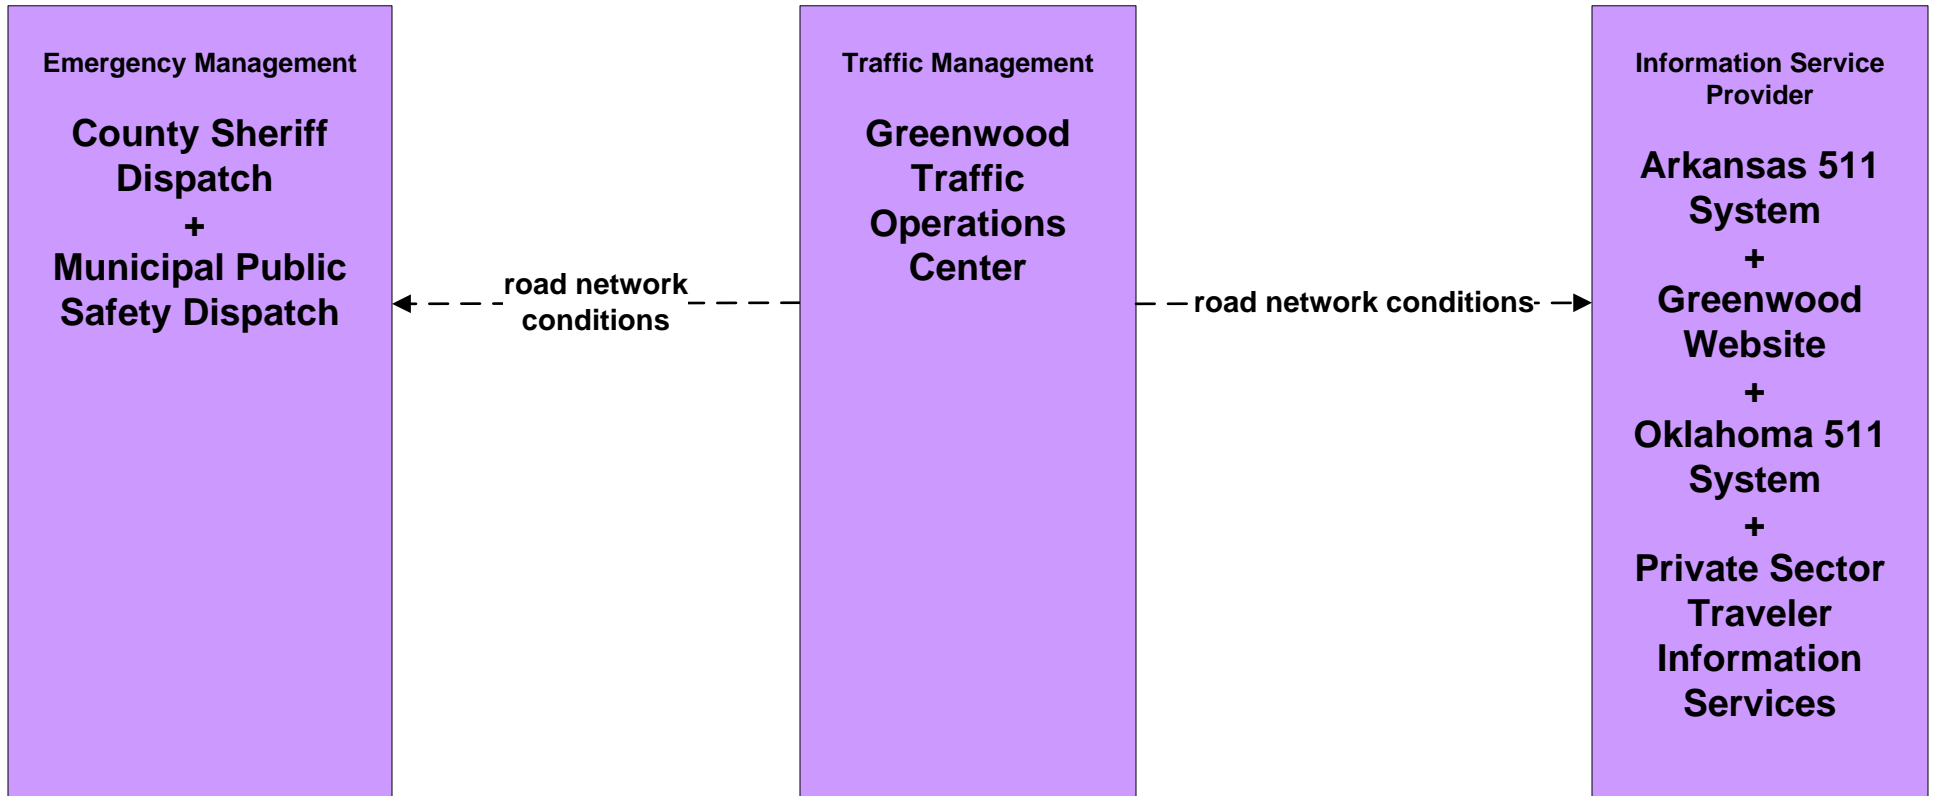 Emergency Management
County Sheriff
Dispatch
+
Municipal Public
Safety Dispatch
road network
conditions
Traffic Management
Greenwood
Traffic
Operations
Center
road network conditions
Information Service
Provider
Arkansas 511
System
+
Greenwood
Website
+
Oklahoma 511
System
+
Private Sector
Traveler
Information
Services